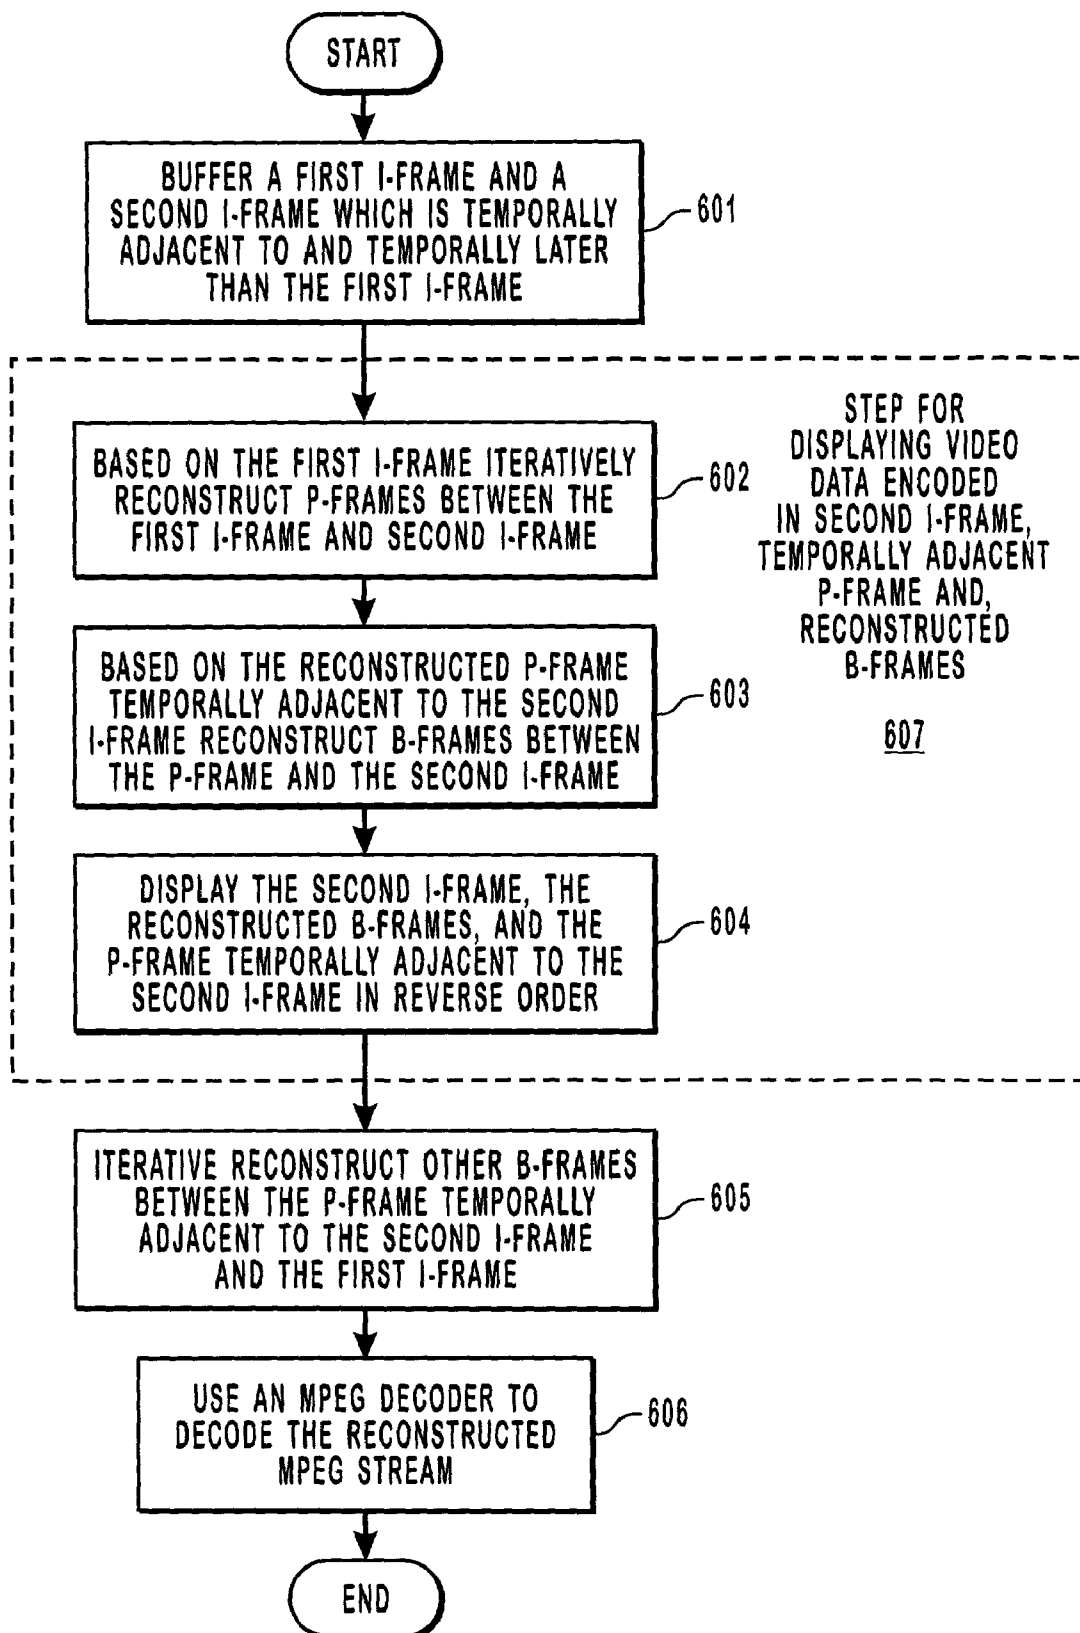 START
BUFFER A FIRST I-FRAME AND A
SECOND I-FRAME WHICH IS TEMPORALLY
ADJACENT TO AND TEMPORALLY LATER
THAN THE FIRST I-FRAME
601
BASED ON THE FIRST I-FRAME ITERATIVELY
RECONSTRUCT P-FRAMES BETWEEN THE
FIRST I-FRAME AND SECOND I-FRAME
602
STEP FOR
DISPLAYING VIDEO
DATA ENCODED
IN SECOND I-FRAME,
TEMPORALLY ADJACENT
P-FRAME AND,
RECONSTRUCTED
B-FRAMES
607
BASED ON THE RECONSTRUCTED P-FRAME
TEMPORALLY ADJACENT TO THE SECOND
I-FRAME RECONSTRUCT B-FRAMES BETWEEN
THE P-FRAME AND THE SECOND I-FRAME
603
DISPLAY THE SECOND I-FRAME, THE
RECONSTRUCTED B-FRAMES, AND THE
P-FRAME TEMPORALLY ADJACENT TO THE
SECOND I-FRAME IN REVERSE ORDER
604
ITERATIVE RECONSTRUCT OTHER B-FRAMES
BETWEEN THE P-FRAME TEMPORALLY
ADJACENT TO THE SECOND I-FRAME
AND THE FIRST I-FRAME
605
USE AN MPEG DECODER TO
DECODE THE RECONSTRUCTED
MPEG STREAM
606
END